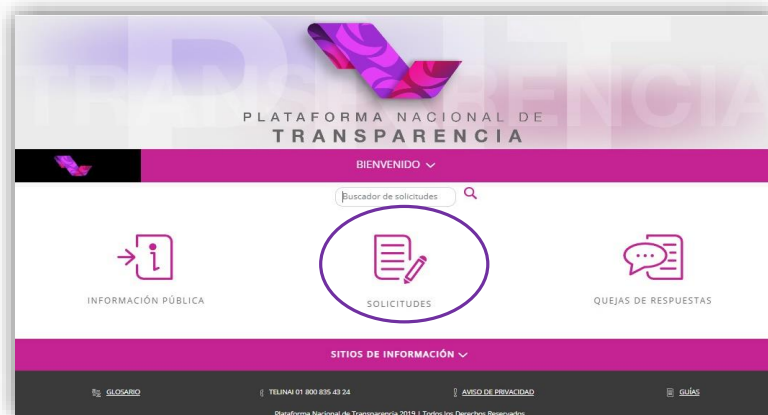 PLATAFORMA NACIONAL DE
TRANSPARENCIA
BIENVENIDO
Buscador de solicitudes
INFORMACIÓN PÚBLICA
SOLICITUDES
QUEJAS DE RESPUESTAS
SITIOS DE INFORMACIÓN
GLOSARIO
TELINAI 01 800 835 43 24
AVISO DE PRIVACIDAD
GUÍAS
Plataforma Nacional de Transparencia 2019 | Todos los Derechos Reservados